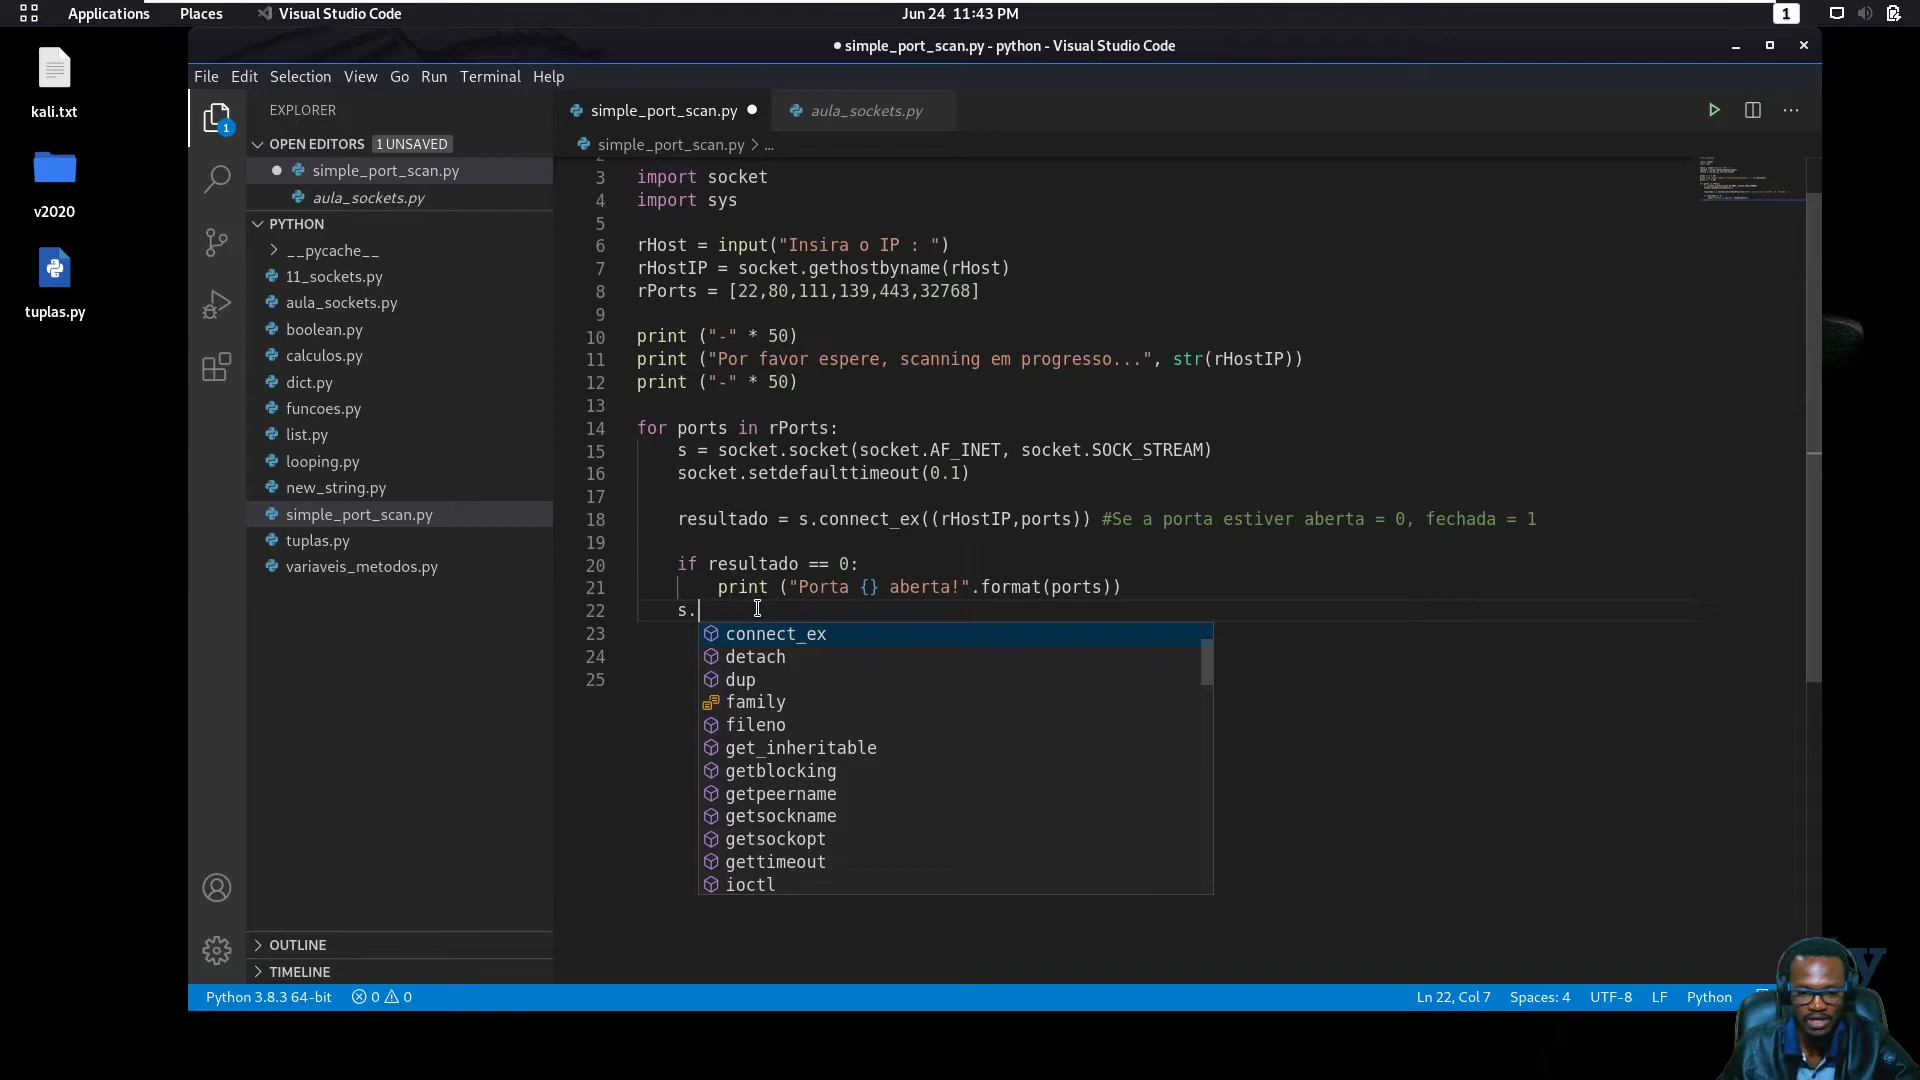 Applications Places Visual Studio Code Jun 24 11:43 PM 1
kali.txt
v2020
tuplas.py
simple_port_scan.py - python - Visual Studio Code
File Edit Selection View Go Run Terminal Help
EXPLORER
OPEN EDITORS 1 UNSAVED
simple_port_scan.py
aula_sockets.py
PYTHON
__pycache__
11_sockets.py
aula_sockets.py
boolean.py
calculos.py
dict.py
funcoes.py
list.py
looping.py
new_string.py
simple_port_scan.py
tuplas.py
variaveis_metodos.py
OUTLINE
TIMELINE
1
simple_port_scan.py aula_sockets.py
simple_port_scan.py > ...
3 import socket
4 import sys
5
6 rHost = input("Insira o IP : ")
7 rHostIP = socket.gethostbyname(rHost)
8 rPorts = [22,80,111,139,443,32768]
9
10 print ("-" * 50)
11 print ("Por favor espere, scanning em progresso...", str(rHostIP))
12 print ("-" * 50)
13
14 for ports in rPorts:
15 s = socket.socket(socket.AF_INET, socket.SOCK_STREAM)
16 socket.setdefaulttimeout(0.1)
17
18 resultado = s.connect_ex((rHostIP,ports)) #Se a porta estiver aberta = 0, fechada = 1
19
20 if resultado == 0:
21 print ("Porta {} aberta!".format(ports))
22 s.
23
24
25
connect_ex
detach
dup
family
fileno
get_inheritable
getblocking
getpeername
getsockname
getsockopt
gettimeout
ioctl
Python 3.8.3 64-bit 0 0 Ln 22, Col 7 Spaces: 4 UTF-8 LF Python